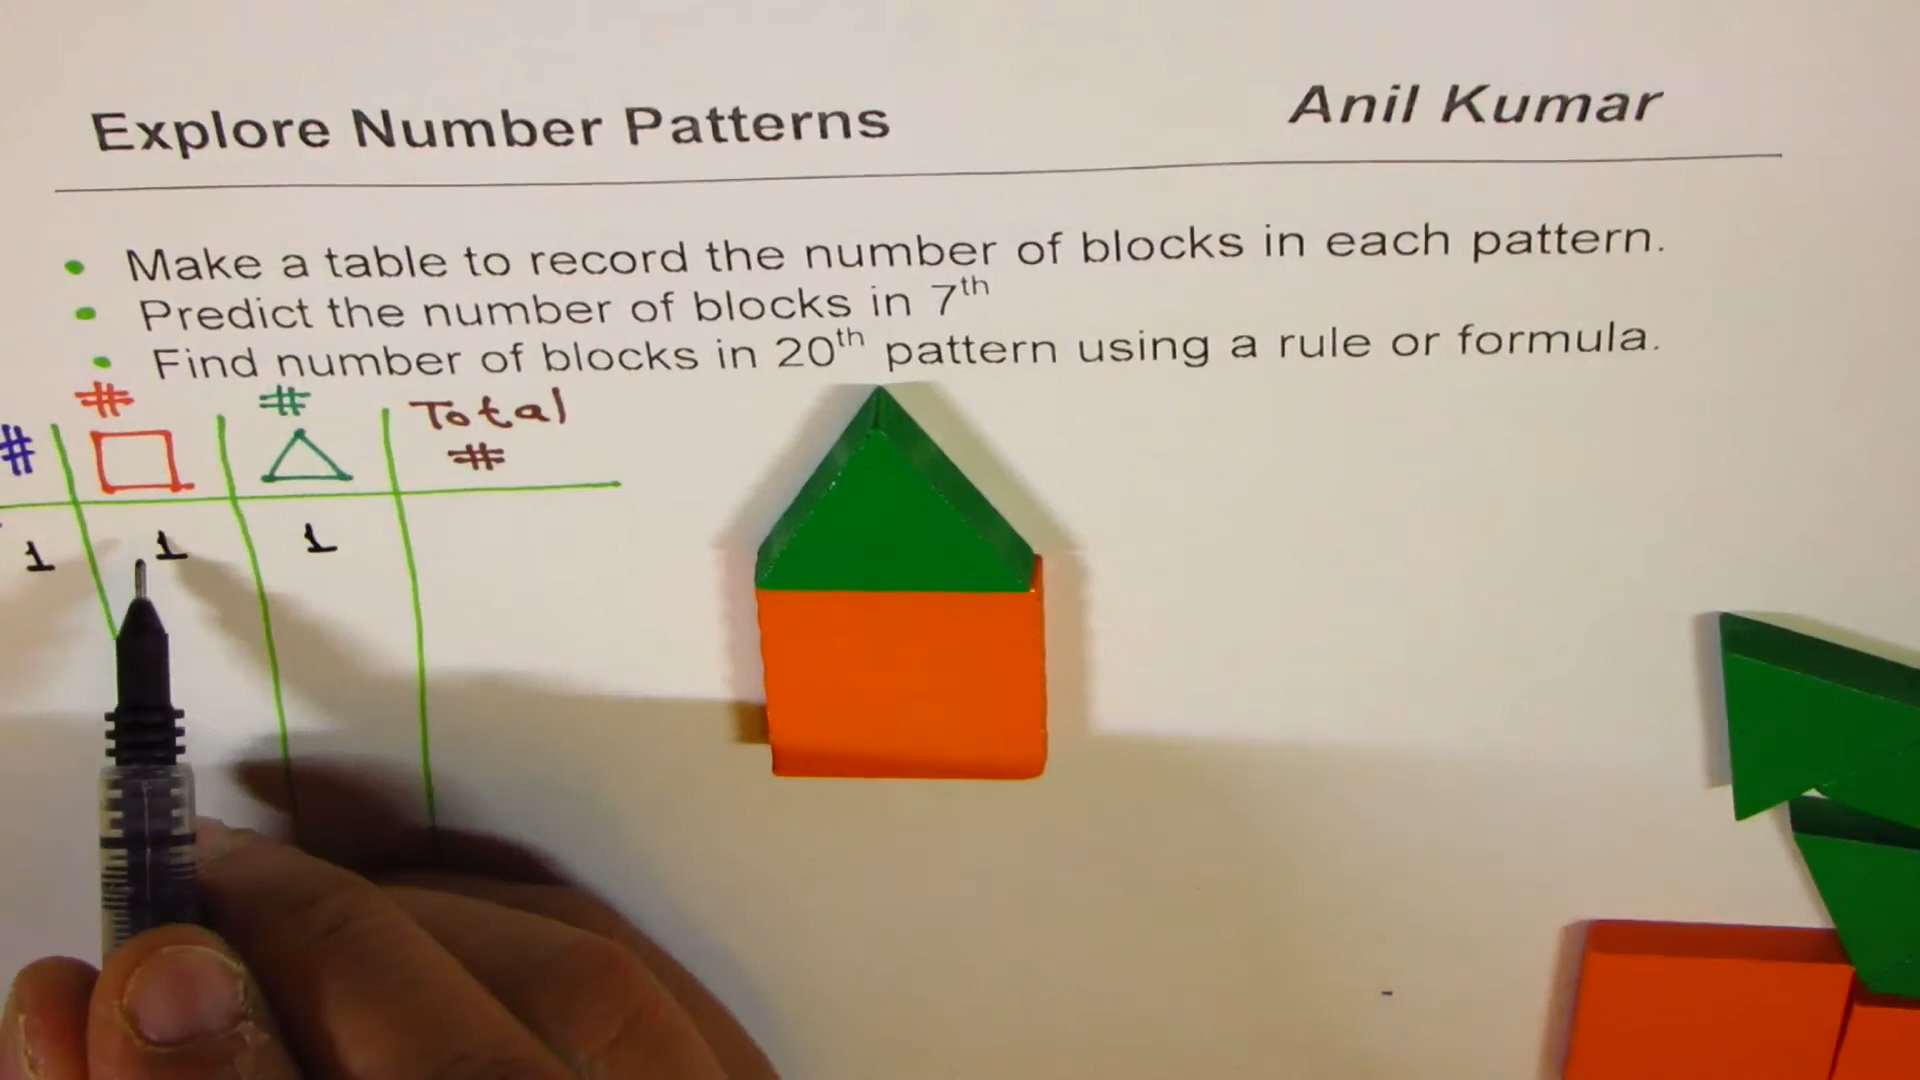 Explore Number Patterns
Anil Kumar
• Make a table to record the number of blocks in each pattern.
• Predict the number of blocks in 7th
• Find number of blocks in 20th pattern using a rule or formula.
# # # Total #
1 1 1